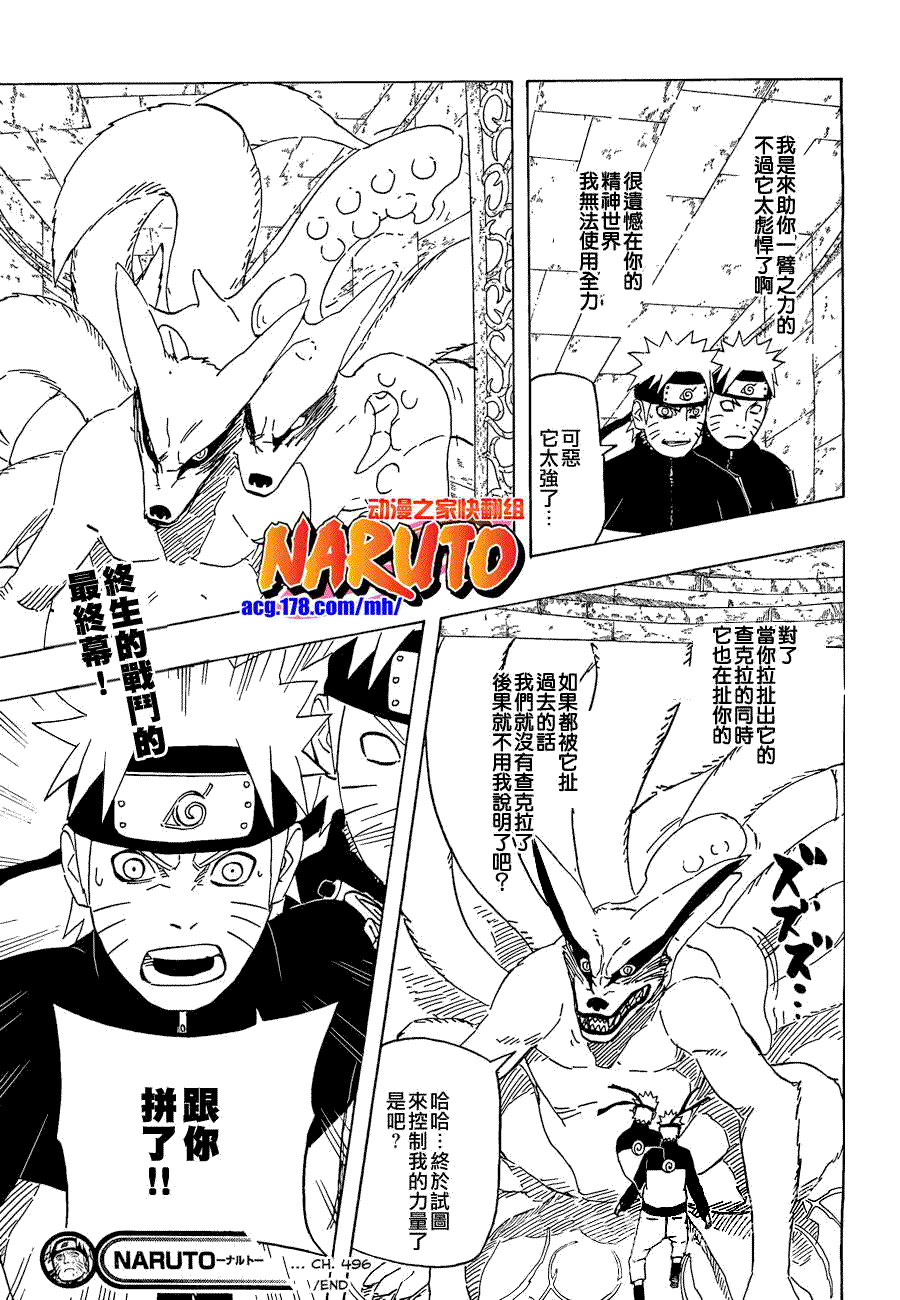 我是來助你一臂之力的
不過它太彪悍了啊
很遺憾在你的
精神世界
我無法使用全力
可惡
它太強了…
动漫之家快翻组
NARUTO
acg.178.com/mh/
對了
當你拉扯出它的
查克拉的同時
它也在扯你的
如果都被它扯
過去的話
我們就沒有查克拉了
後果就不用我說明了吧?
ズズズ…
哈哈…終於試圖
來控制我的力量了
是吧?
終生的戰鬥的
最終幕!
跟你
拼了!!
NARUTO—ナルト—
... CH. 496
/END